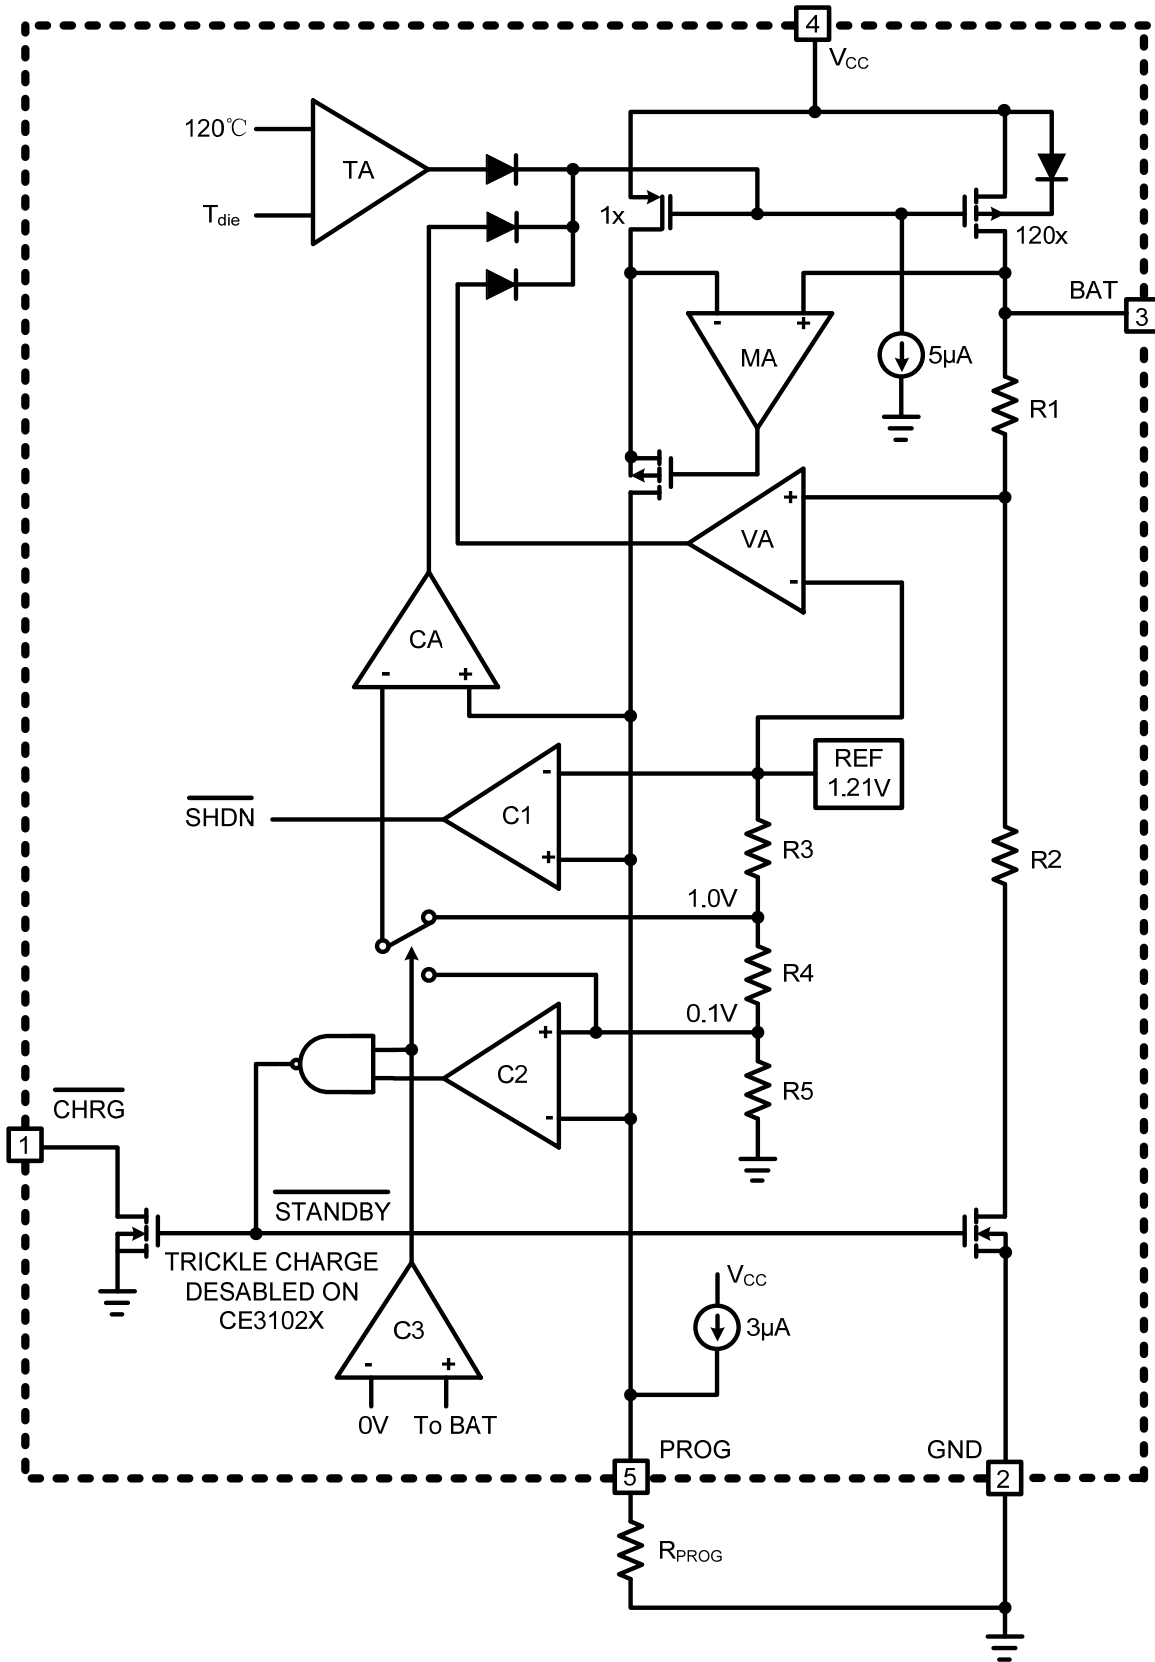 4
VCC
120℃
TA
Tdie
1x
120x
BAT
3
- +
MA
5µA
R1
+
VA
-
CA
- +
REF
1.21V
-
SHDN
C1
+
R3
R2
1.0V
R4
0.1V
+
C2
-
R5
CHRG
1
STANDBY
TRICKLE CHARGE
DESABLED ON
CE3102X
VCC
3µA
C3
- +
0V To BAT
PROG
GND
5
2
RPROG